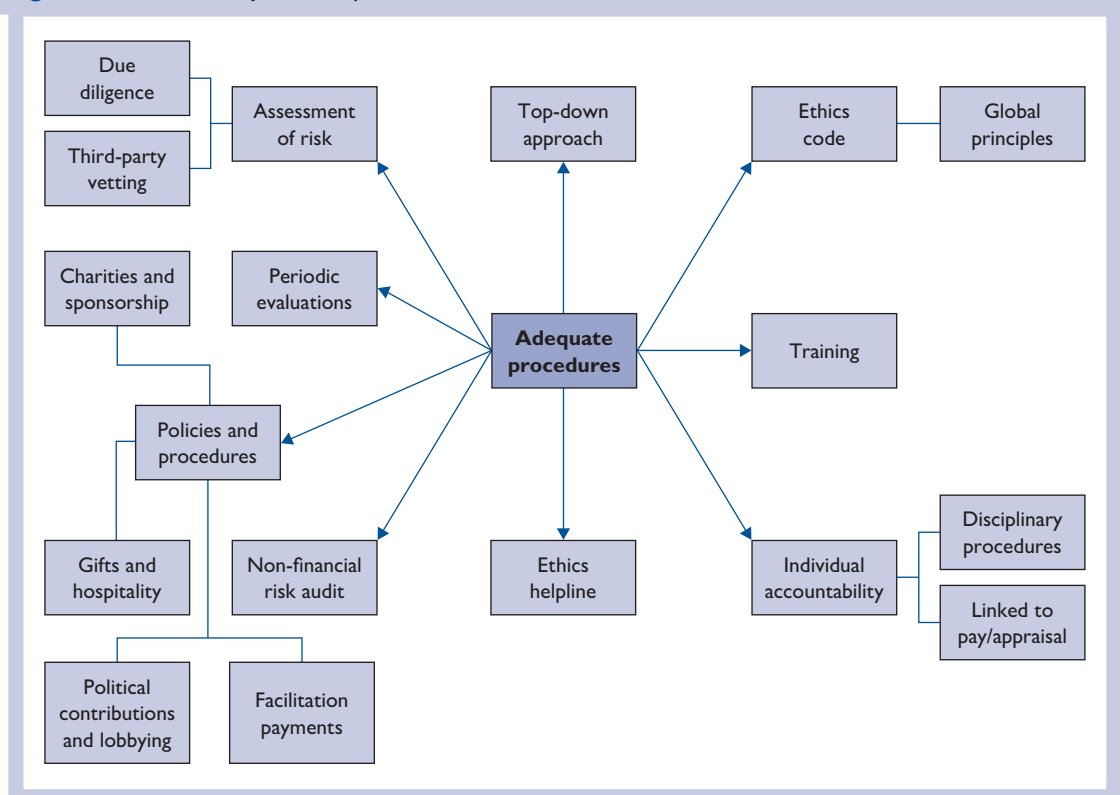 Due
diligence
Assessment
of risk
Top-down
approach
Ethics
code
Global
principles
Third-party
vetting
Charities and
sponsorship
Periodic
evaluations
Adequate
procedures
Training
Policies and
procedures
Gifts and
hospitality
Non-financial
risk audit
Ethics
helpline
Individual
accountability
Disciplinary
procedures
Linked to
pay/appraisal
Political
contributions
and lobbying
Facilitation
payments